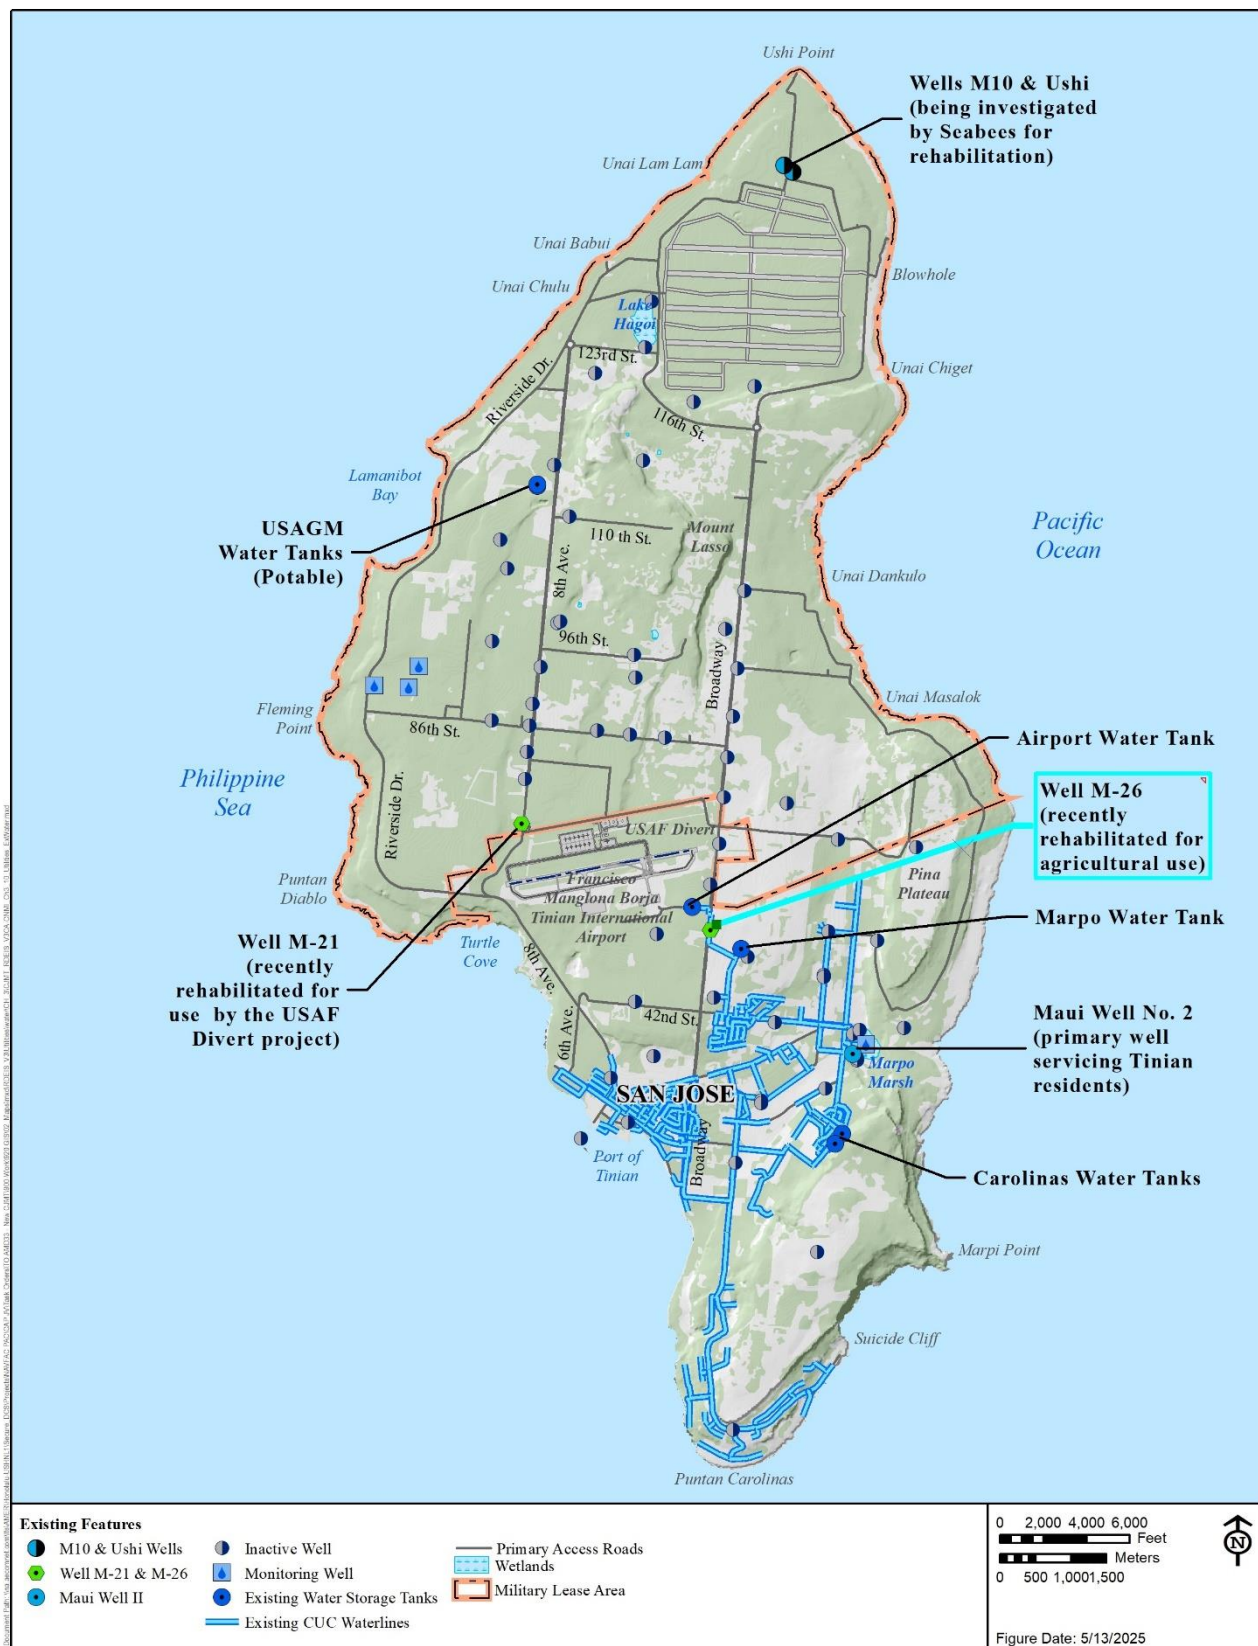 Ushi Point
Wells M10 & Ushi
(being investigated
by Seabees for
rehabilitation)
Unai Lam Lam
Unai Babui
Unai Chulu
Blowhole
Lake
Hagoi
123rd St.
Riverside Dr.
Unai Chiget
116th St.
Lamanibot
Bay
USAGM
Water Tanks
(Potable)
110 th St.
Mount
Lasso
Pacific
Ocean
8th Ave.
Unai Dankulo
96th St.
Broadway
Unai Masalok
Fleming
Point
86th St.
Airport Water Tank
Philippine
Sea
Well M-26
(recently
rehabilitated for
agricultural use)
Riverside Dr.
USAF Divert
Francisco
Manglona Borja
Tinian International
Airport
Pina
Plateau
Puntan
Diablo
Marpo Water Tank
Turtle
Cove
8th Ave.
Well M-21
(recently
rehabilitated for
use by the USAF
Divert project)
42nd St.
6th Ave.
Maui Well No. 2
(primary well
servicing Tinian
residents)
Marpo
Marsh
SAN JOSE
Broadway
Port of
Tinian
Carolinas Water Tanks
Marpi Point
Suicide Cliff
Puntan Carolinas
Existing Features
M10 & Ushi Wells
Well M-21 & M-26
Maui Well II
Inactive Well
Monitoring Well
Existing Water Storage Tanks
Existing CUC Waterlines
Primary Access Roads
Wetlands
Military Lease Area
0 2,000 4,000 6,000
Feet
Meters
0 500 1,000 1,500
N
Figure Date: 5/13/2025